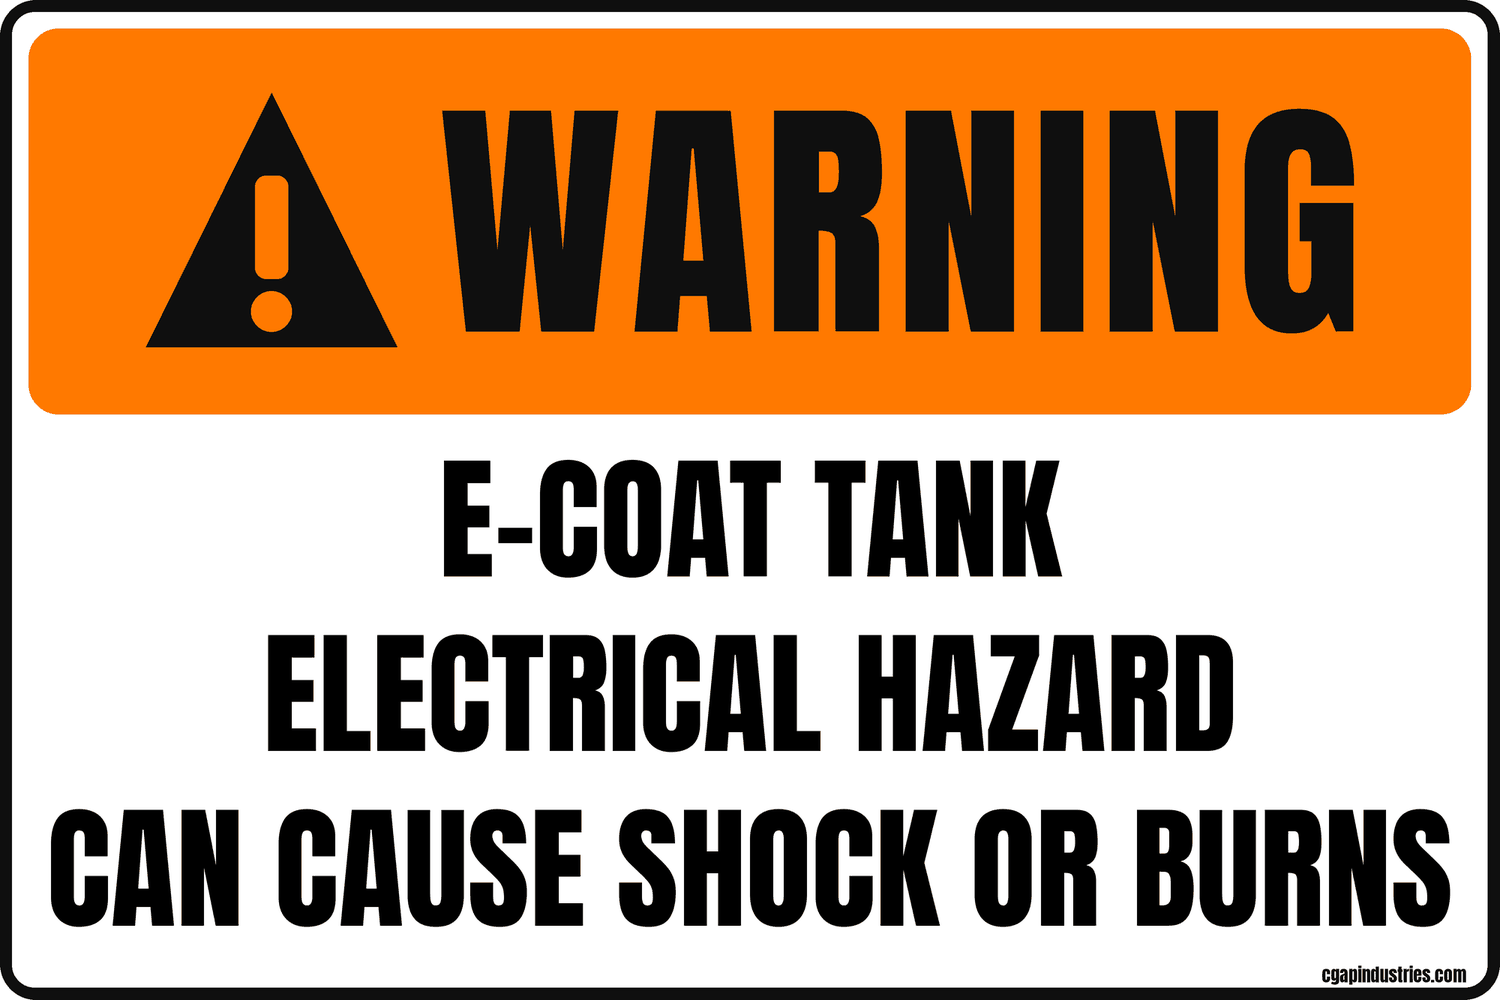 WARNING
E-COAT TANK
ELECTRICAL HAZARD
CAN CAUSE SHOCK OR BURNS
cgapindustries.com